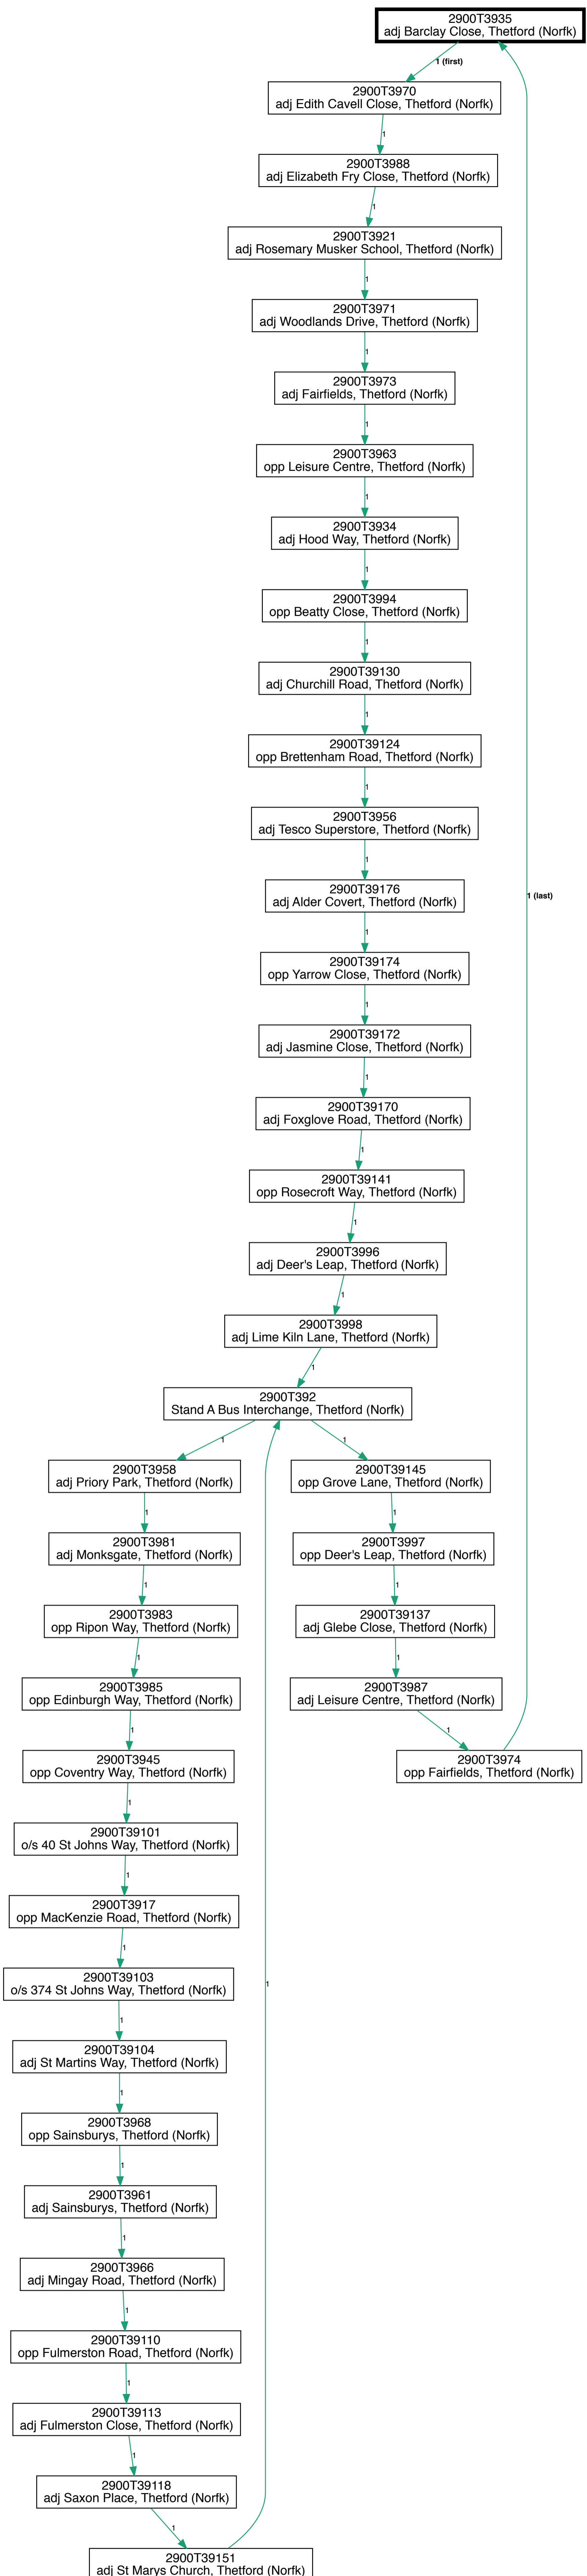 2900T3935
adj Barclay Close, Thetford (Norfk)
1 (first)
2900T3970
adj Edith Cavell Close, Thetford (Norfk)
1
2900T3988
adj Elizabeth Fry Close, Thetford (Norfk)
1
2900T3921
adj Rosemary Musker School, Thetford (Norfk)
1
2900T3971
adj Woodlands Drive, Thetford (Norfk)
1
2900T3973
adj Fairfields, Thetford (Norfk)
1
2900T3963
opp Leisure Centre, Thetford (Norfk)
1
2900T3934
adj Hood Way, Thetford (Norfk)
1
2900T3994
opp Beatty Close, Thetford (Norfk)
1
2900T39130
adj Churchill Road, Thetford (Norfk)
1
2900T39124
opp Brettenham Road, Thetford (Norfk)
1
2900T3956
adj Tesco Superstore, Thetford (Norfk)
1
2900T39176
adj Alder Covert, Thetford (Norfk)
1 (last)
1
2900T39174
opp Yarrow Close, Thetford (Norfk)
1
2900T39172
adj Jasmine Close, Thetford (Norfk)
1
2900T39170
adj Foxglove Road, Thetford (Norfk)
1
2900T39141
opp Rosecroft Way, Thetford (Norfk)
1
2900T3996
adj Deer's Leap, Thetford (Norfk)
1
2900T3998
adj Lime Kiln Lane, Thetford (Norfk)
1
2900T392
Stand A Bus Interchange, Thetford (Norfk)
1
1
2900T3958
adj Priory Park, Thetford (Norfk)
2900T39145
opp Grove Lane, Thetford (Norfk)
1
1
2900T3981
adj Monksgate, Thetford (Norfk)
2900T3997
opp Deer's Leap, Thetford (Norfk)
1
1
2900T3983
opp Ripon Way, Thetford (Norfk)
2900T39137
adj Glebe Close, Thetford (Norfk)
1
1
2900T3985
opp Edinburgh Way, Thetford (Norfk)
2900T3987
adj Leisure Centre, Thetford (Norfk)
1
1
2900T3945
opp Coventry Way, Thetford (Norfk)
2900T3974
opp Fairfields, Thetford (Norfk)
1
2900T39101
o/s 40 St Johns Way, Thetford (Norfk)
1
2900T3917
opp MacKenzie Road, Thetford (Norfk)
1
2900T39103
o/s 374 St Johns Way, Thetford (Norfk)
1
1
2900T39104
adj St Martins Way, Thetford (Norfk)
1
2900T3968
opp Sainsburys, Thetford (Norfk)
1
2900T3961
adj Sainsburys, Thetford (Norfk)
1
2900T3966
adj Mingay Road, Thetford (Norfk)
1
2900T39110
opp Fulmerston Road, Thetford (Norfk)
1
2900T39113
adj Fulmerston Close, Thetford (Norfk)
1
2900T39118
adj Saxon Place, Thetford (Norfk)
1
2900T39151
adj St Marys Church, Thetford (Norfk)